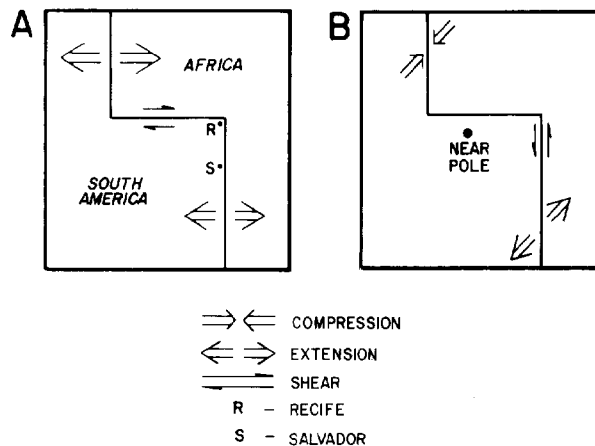 A
AFRICA
R
S
SOUTH
AMERICA
B
NEAR
POLE
COMPRESSION
EXTENSION
SHEAR
R – RECIFE
S – SALVADOR